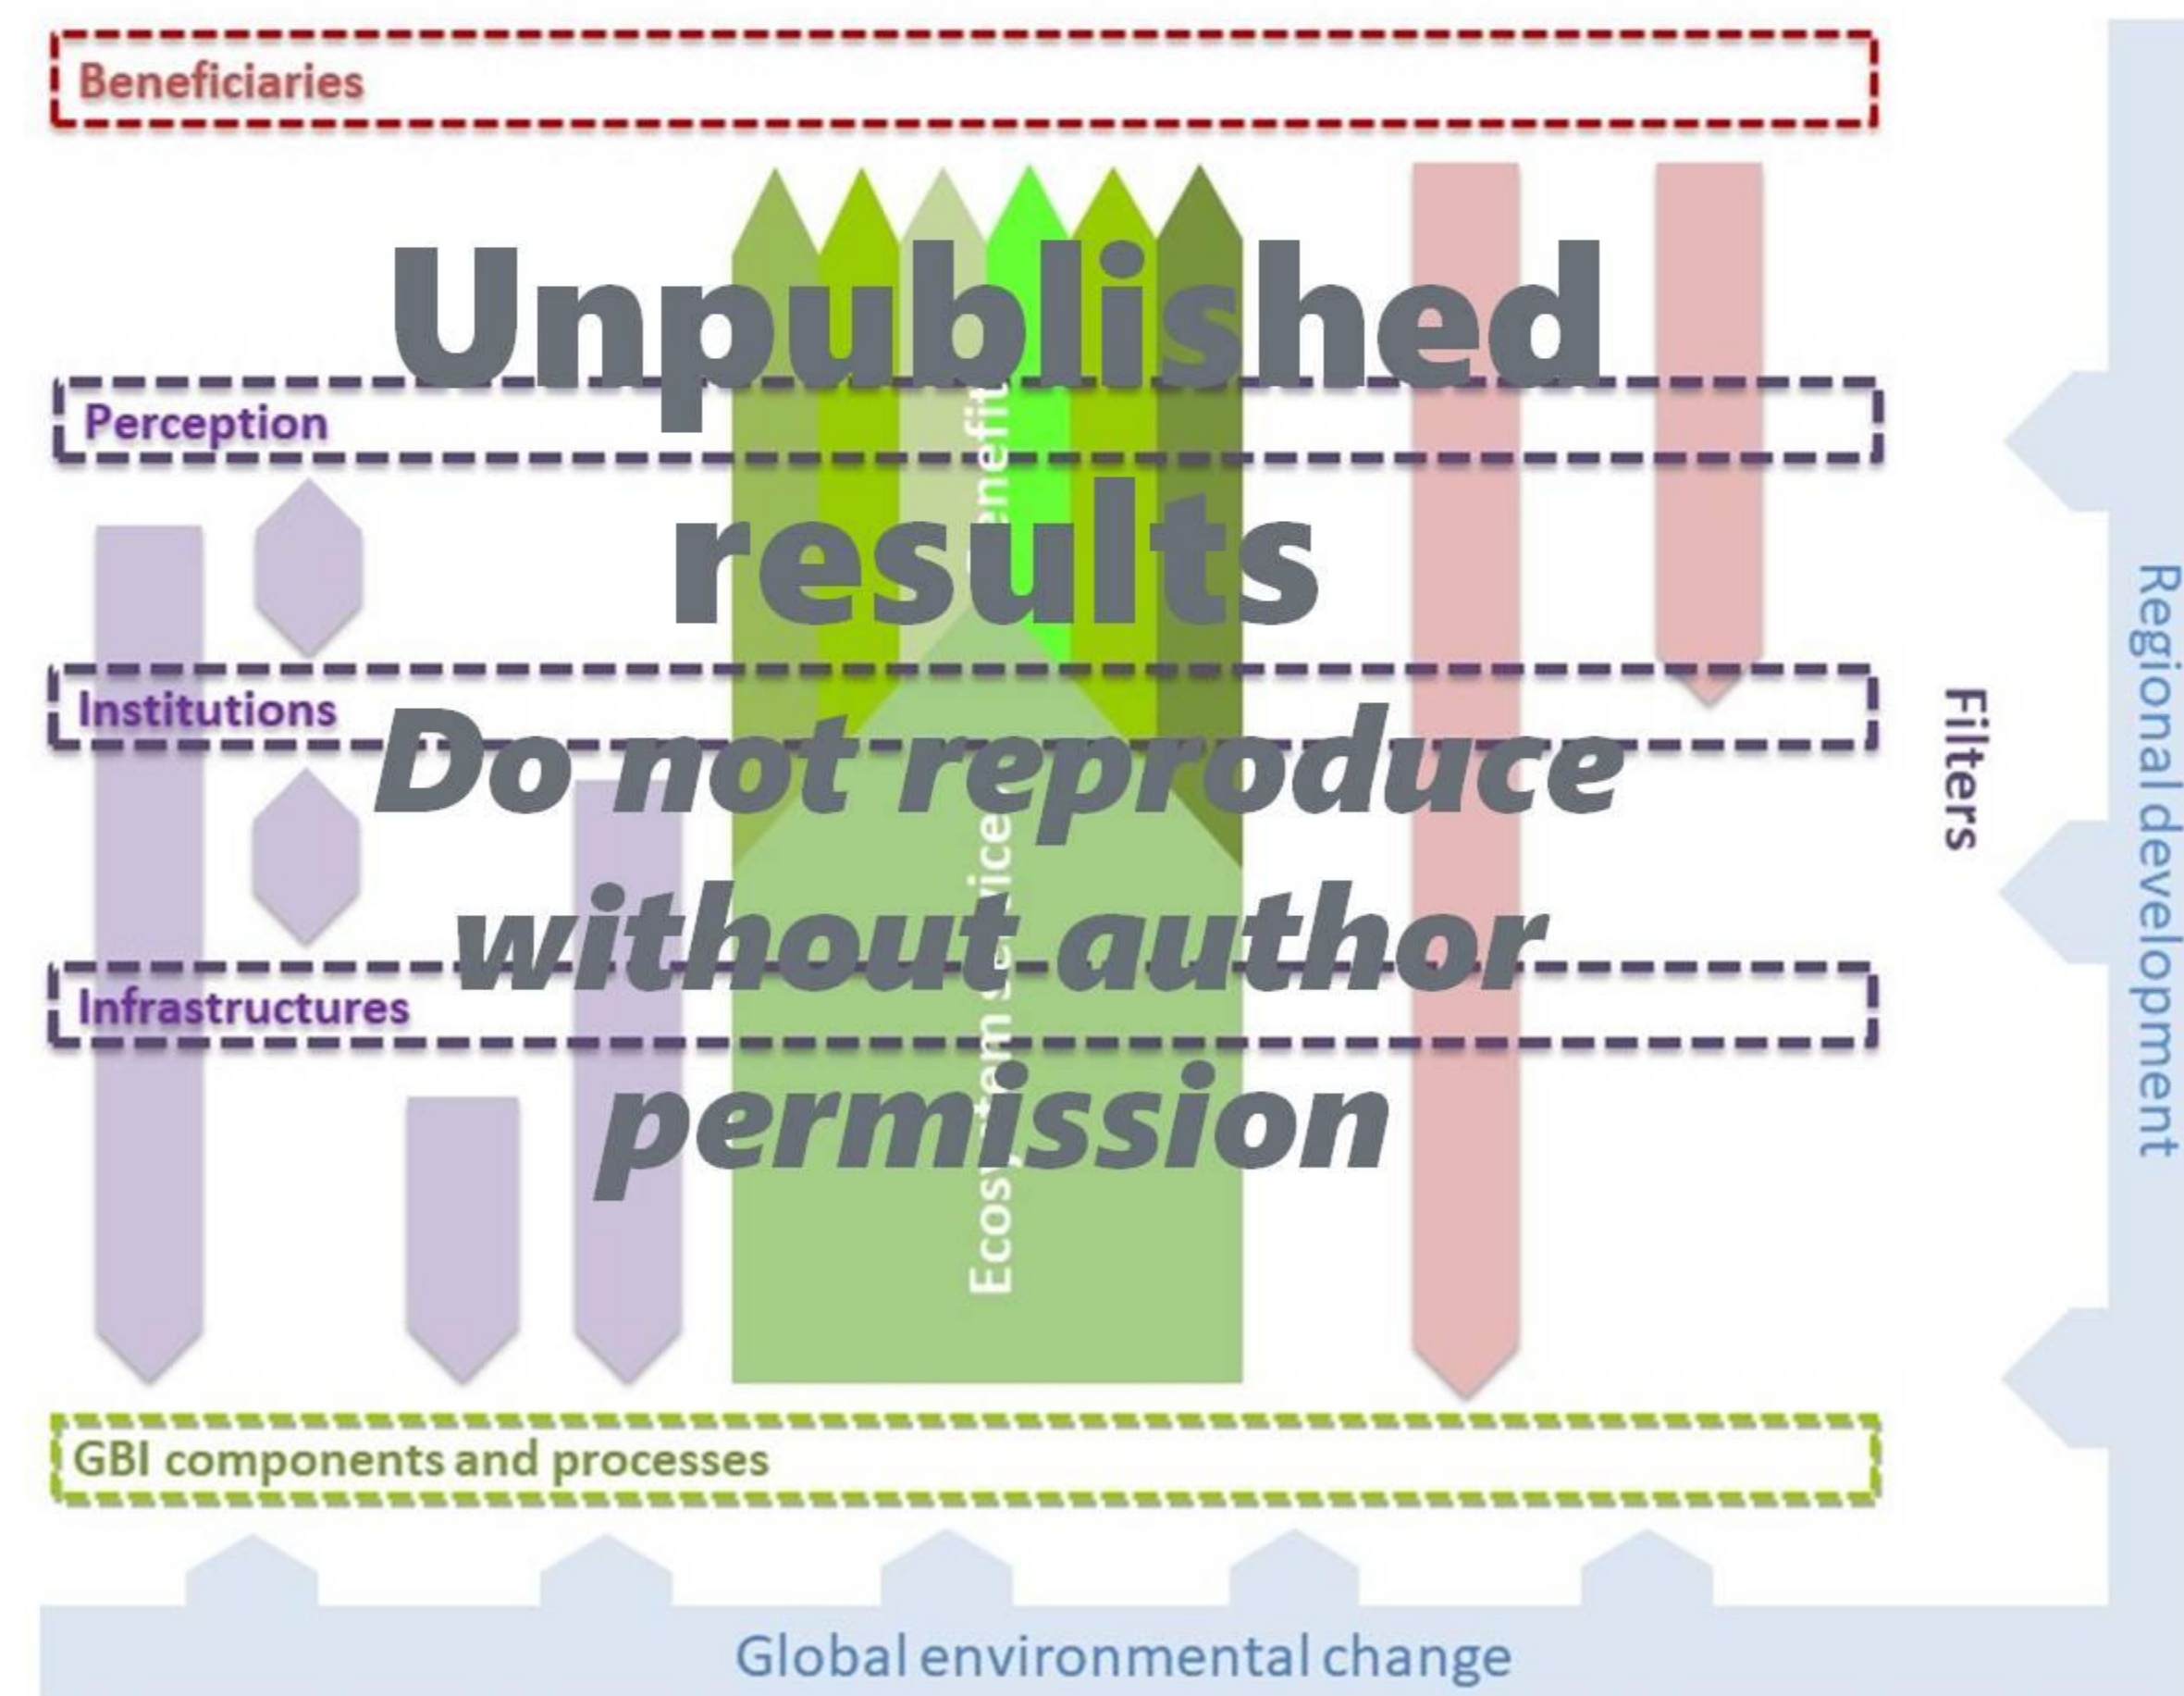 Beneficiaries
Unpublished
Perception
results
Institutions
Do not reproduce
without author
Infrastructures
permission
GBI components and processes
Filters
Regional development
Global environmental change